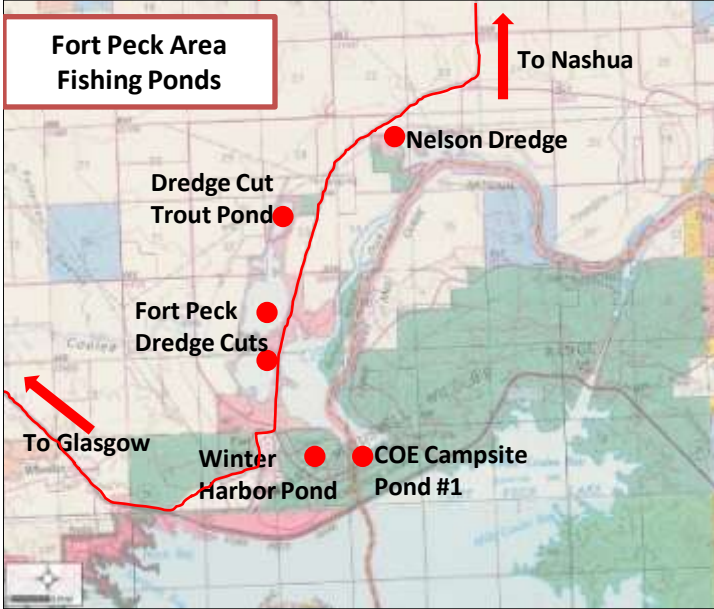 Fort Peck Area
Fishing Ponds
To Nashua
Nelson Dredge
Dredge Cut
Trout Pond
Fort Peck
Dredge Cuts
To Glasgow
Winter
Harbor Pond
COE Campsite
Pond #1